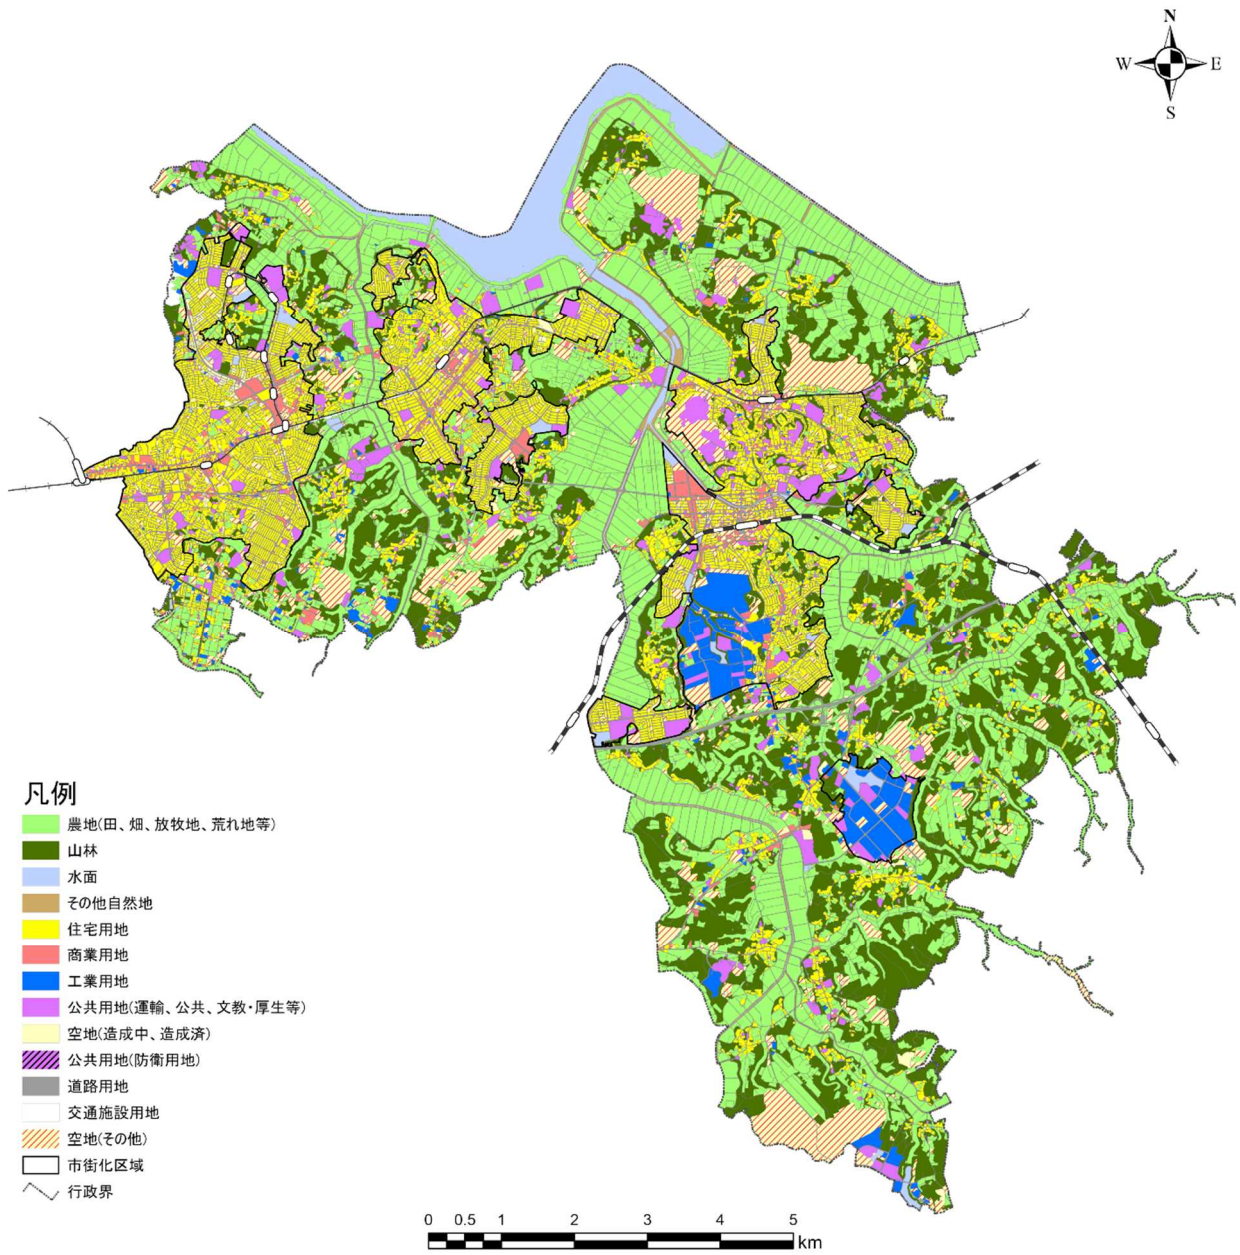 N
W E
S
凡例
農地(田、畑、放牧地、荒れ地等)
山林
水面
その他自然地
住宅用地
商業用地
工業用地
公共用地(運輸、公共、文教・厚生等)
空地(造成中、造成済)
公共用地(防衛用地)
道路用地
交通施設用地
空地(その他)
市街化区域
行政界
0 0.5 1 2 3 4 5
km